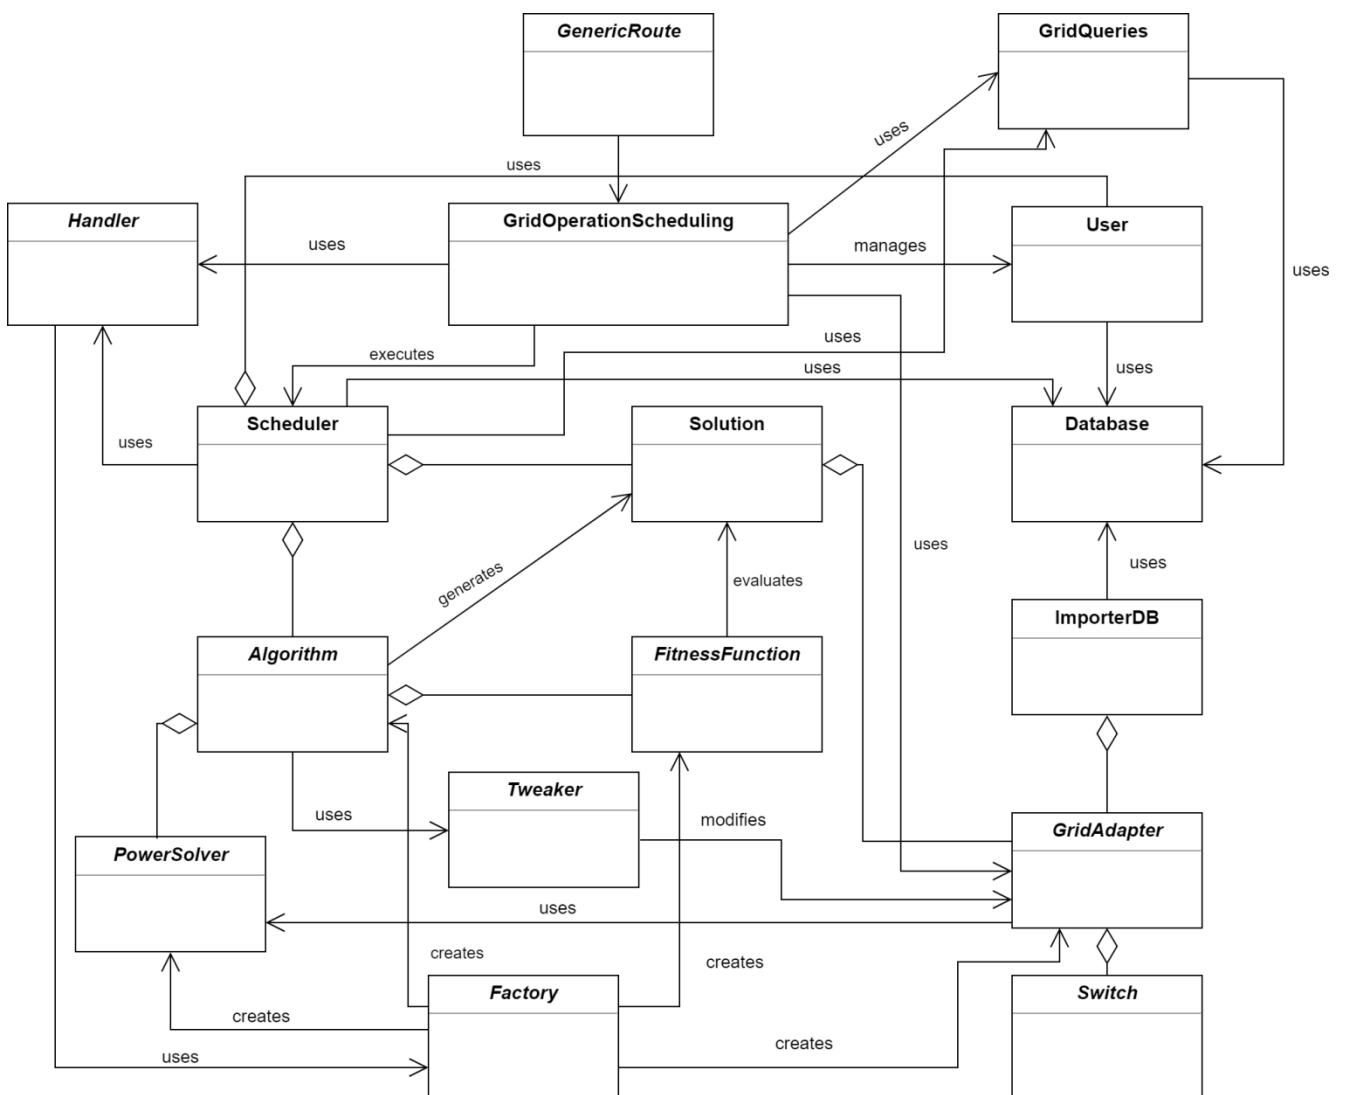 GenericRoute
GridQueries
uses
uses
Handler
GridOperationScheduling
User
uses
manages
uses
uses
executes
uses
uses
Scheduler
Solution
Database
uses
uses
generates
evaluates
uses
ImporterDB
Algorithm
FitnessFunction
Tweaker
uses
modifies
GridAdapter
PowerSolver
uses
creates
creates
Factory
Switch
creates
creates
uses